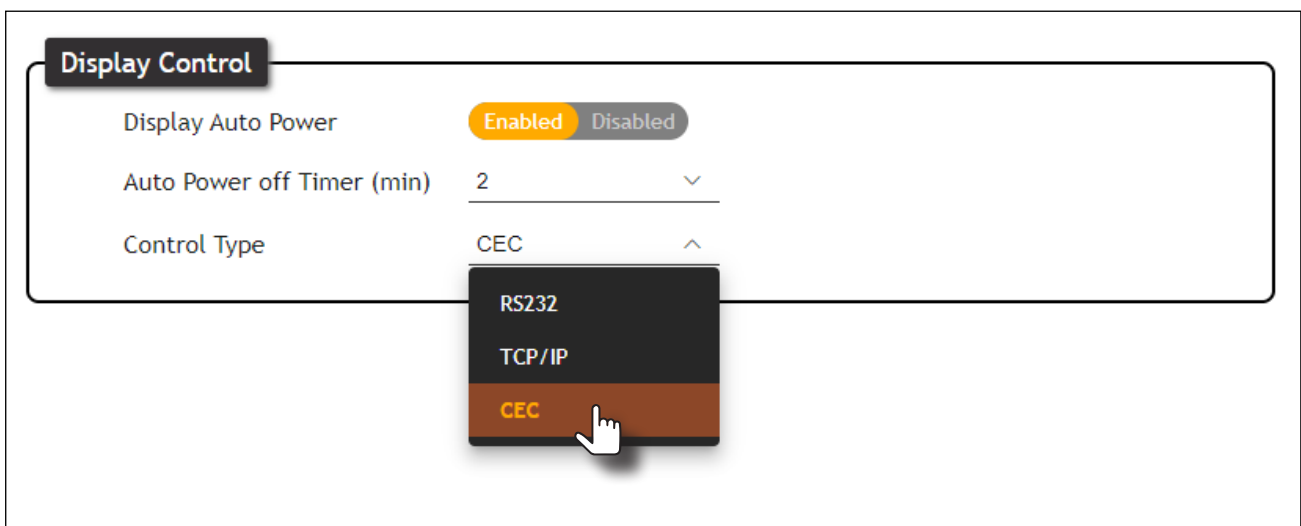 Display Control
Display Auto Power Enabled Disabled
Auto Power off Timer (min) 2
Control Type CEC
RS232
TCP/IP
CEC